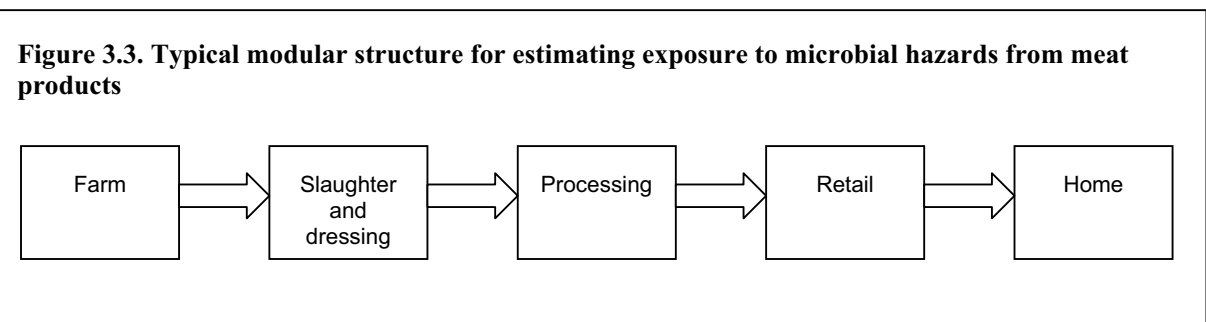 Figure 3.3. Typical modular structure for estimating exposure to microbial hazards from meat
products
Farm
Slaughter
and
dressing
Processing
Retail
Home